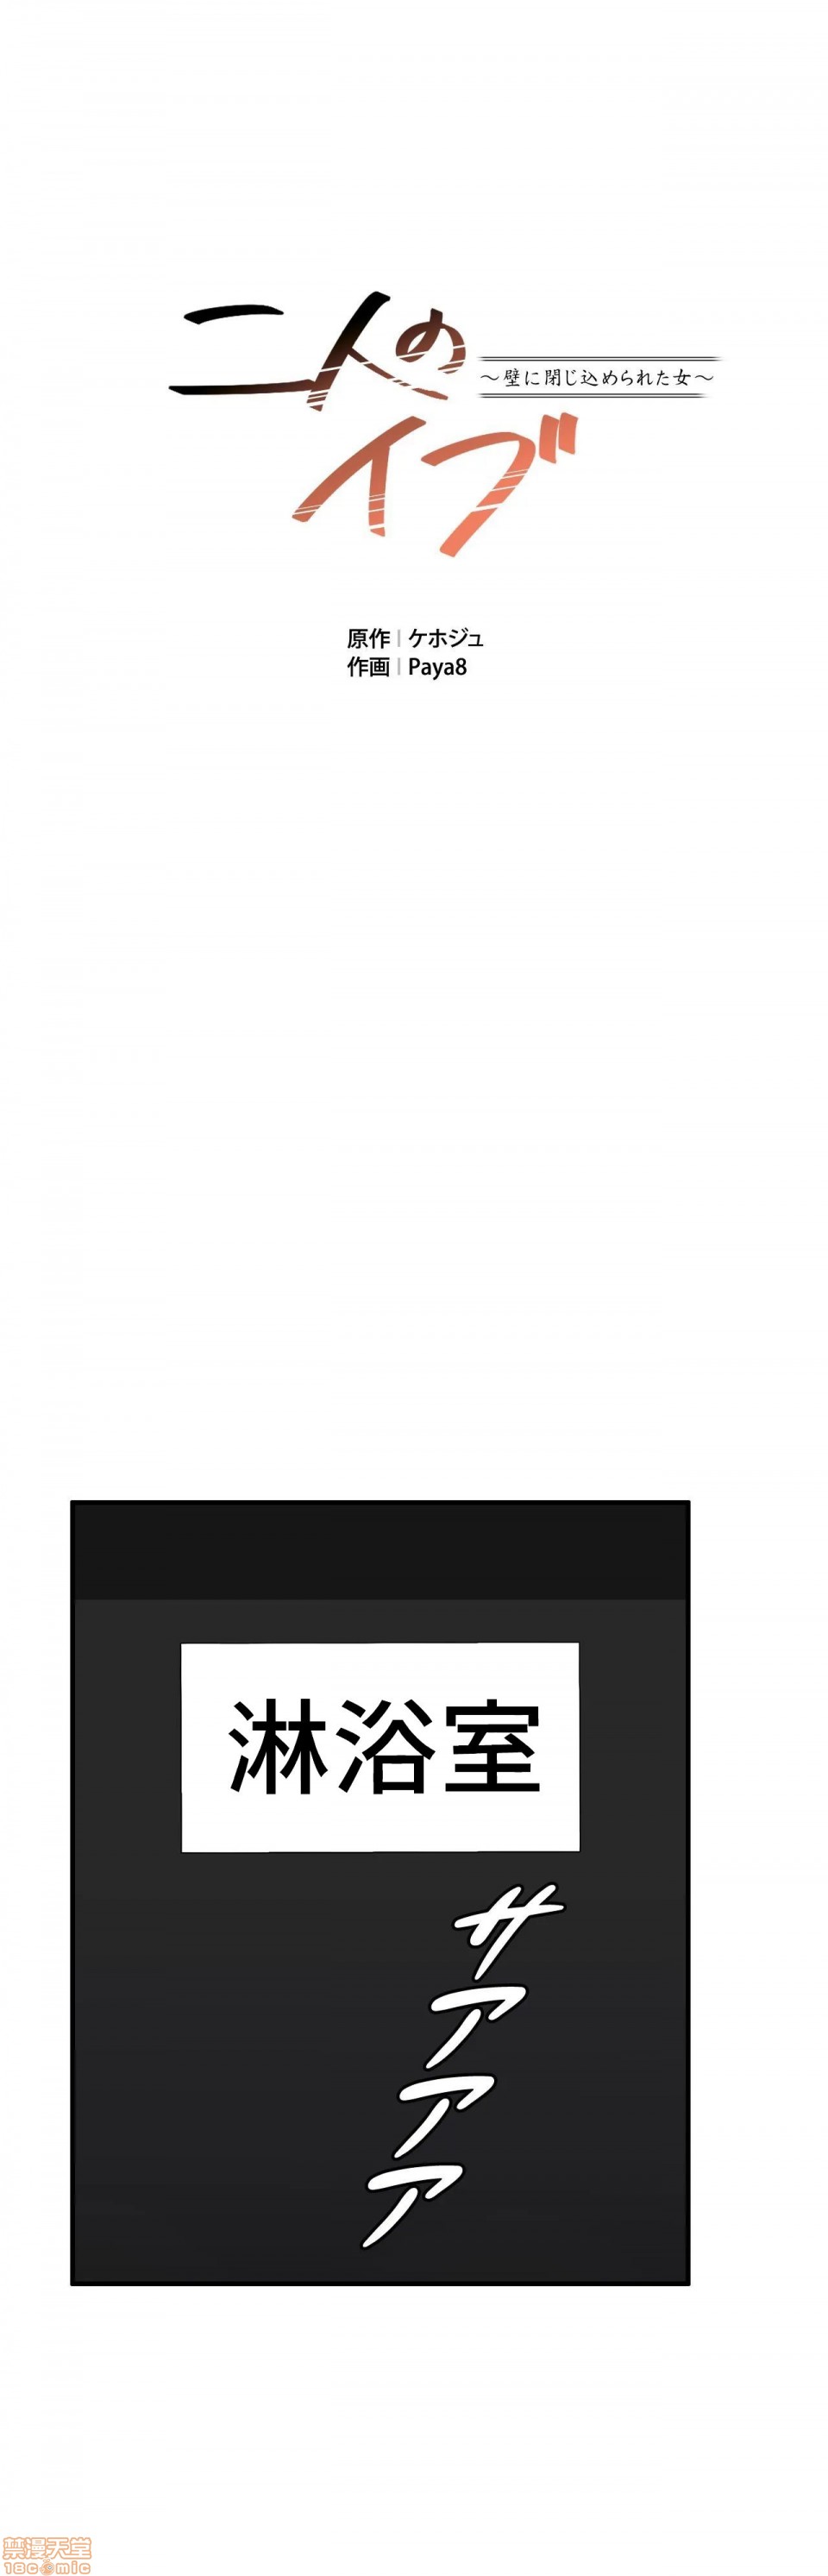 二人の
イブ
～壁に閉じ込められた女～
原作 | ケホジュ
作画 | Paya8
淋浴室
サアアア
禁漫天堂
18comic